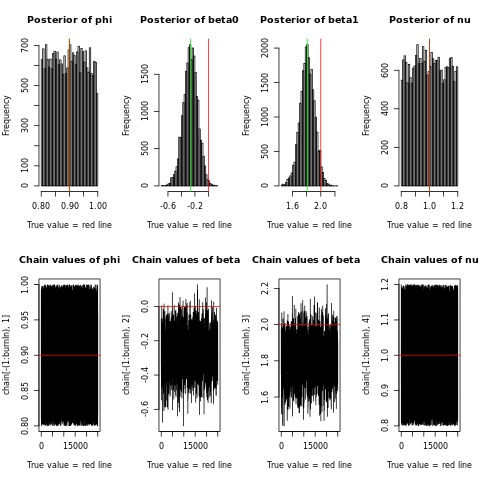 Posterior of phi
Posterior of beta0
Posterior of beta1
Posterior of nu
Frequency
0 100 200 300 500 600 700
0.80 0.90 1.00
True value = red line
Frequency
0 500 1000 1500
-0.6 -0.2
True value = red line
Frequency
0 500 1000 1500 2000
1.6 2.0
True value = red line
Frequency
0 200 400 600
0.8 1.0 1.2
True value = red line
Chain values of phi
Chain values of beta
Chain values of beta
Chain values of nu
chain[-(1:burnIn), 1]
0.80 0.85 0.90 0.95 1.00
0 15000
True value = red line
chain[-(1:burnIn), 2]
-0.6 -0.4 -0.2 0.0
0 15000
True value = red line
chain[-(1:burnIn), 3]
1.6 1.8 2.0 2.2
0 15000
True value = red line
chain[-(1:burnIn), 4]
0.8 0.9 1.0 1.1 1.2
0 15000
True value = red line